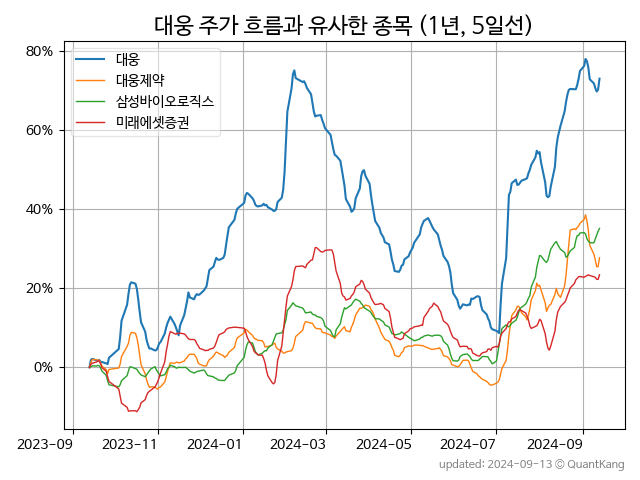 대웅 주가 흐름과 유사한 종목 (1년, 5일선)
80%
60%
40%
20%
0%
대웅
대웅제약
삼성바이오로직스
미래에셋증권
2023-09 2023-11 2024-01 2024-03 2024-05 2024-07 2024-09
updated: 2024-09-13 © QuantKang